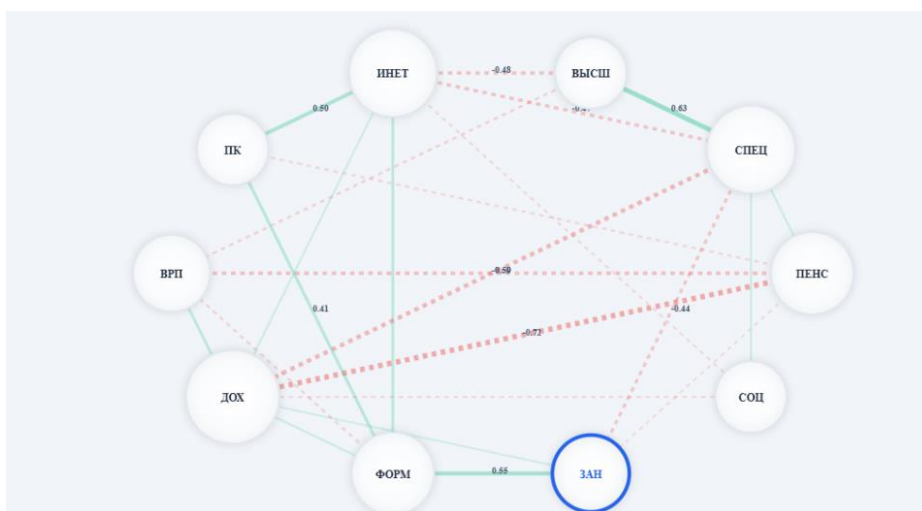 ИНЕТ
-0.48
ВЫСШ
0.50
0.63
ПК
СПЕЦ
ВРП
-0.50
ПЕНС
0.41
-0.44
-0.72
ДОХ
СОЦ
ФОРМ
0.55
ЗАН